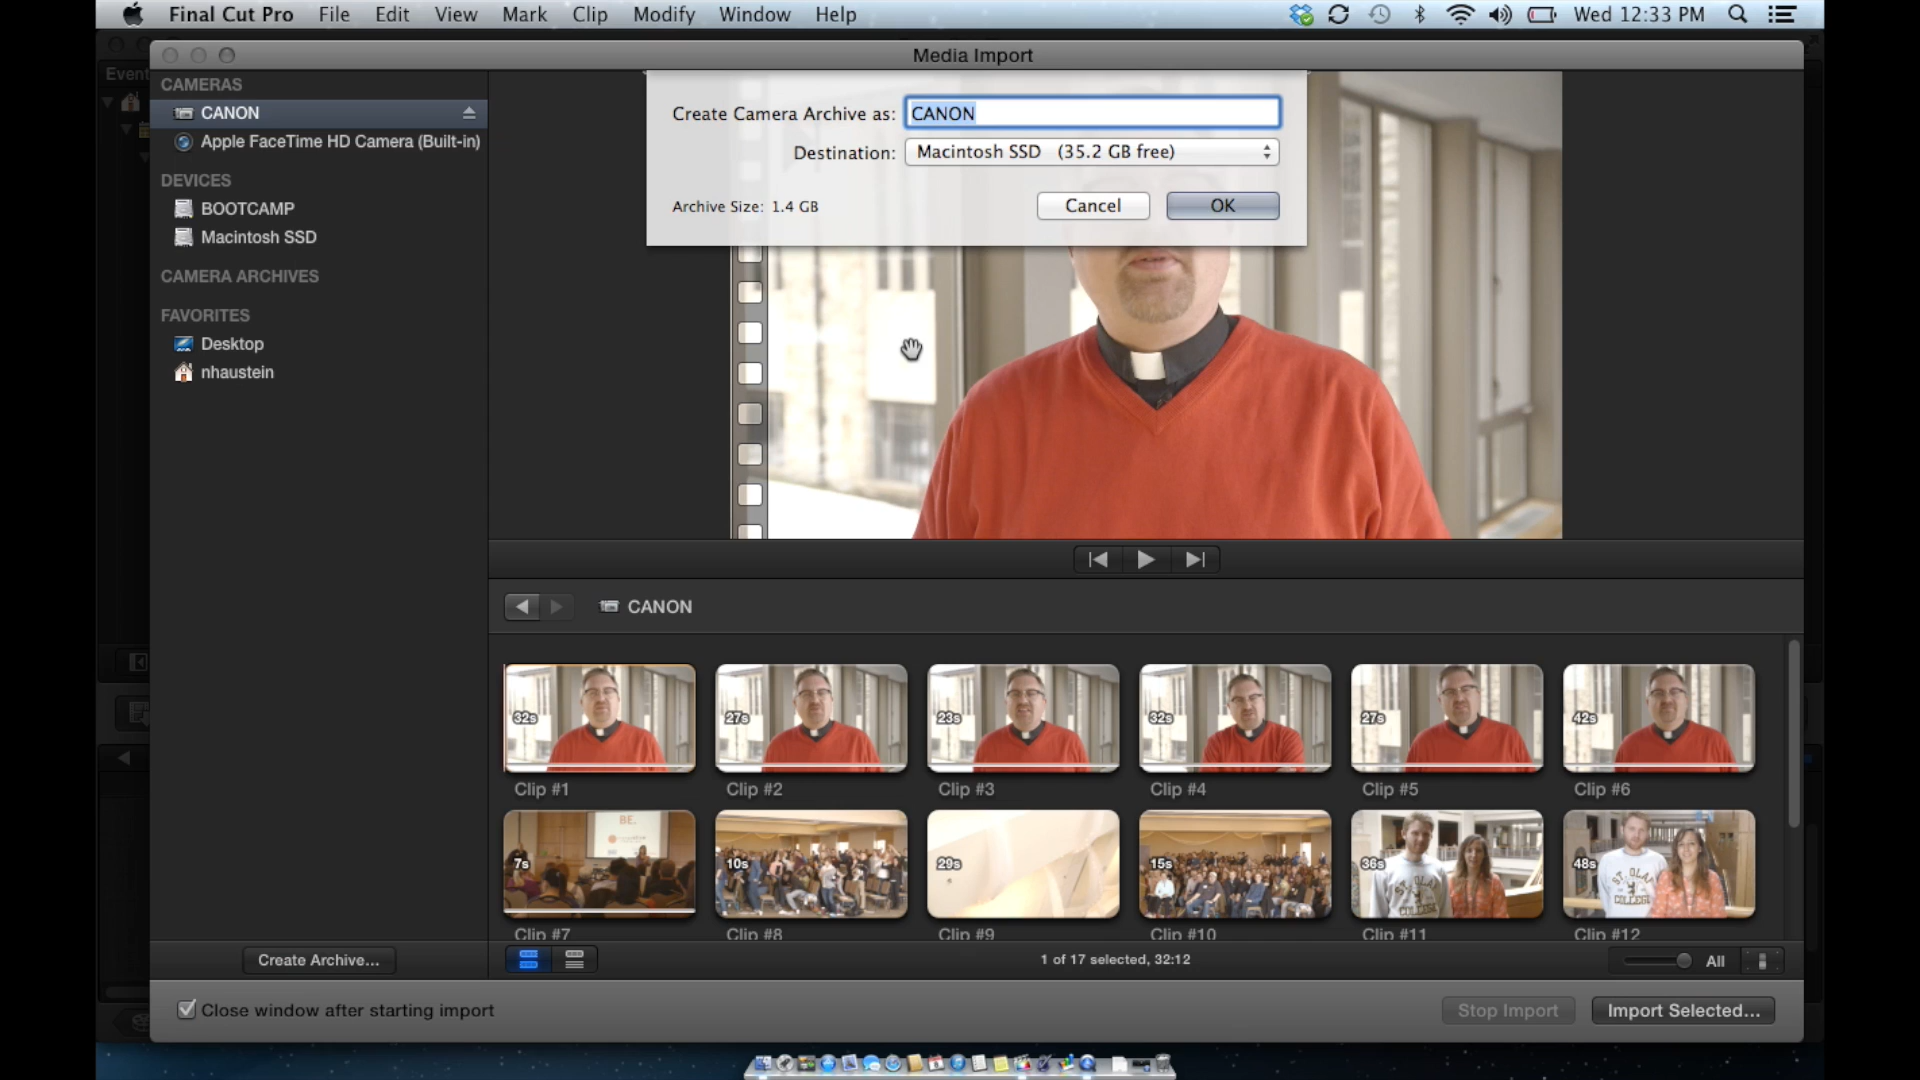 Final Cut Pro File Edit View Mark Clip Modify Window Help Wed 12:33 PM
Media Import
Event
CAMERAS
CANON
Apple FaceTime HD Camera (Built-in)
DEVICES
BOOTCAMP
Macintosh SSD
CAMERA ARCHIVES
FAVORITES
Desktop
nhaustein
Create Camera Archive as: CANON
Destination: Macintosh SSD (35.2 GB free)
Archive Size: 1.4 GB Cancel OK
CANON
32s 27s 23s 32s 27s 42s
Clip #1 Clip #2 Clip #3 Clip #4 Clip #5 Clip #6
BE.
7s 10s 29s 15s 36s 48s
ST. OLAF
COLLEGE
Clip #7 Clip #8 Clip #9 Clip #10 Clip #11 Clip #12
Create Archive... 1 of 17 selected, 32:12 All
Close window after starting import Stop Import Import Selected...